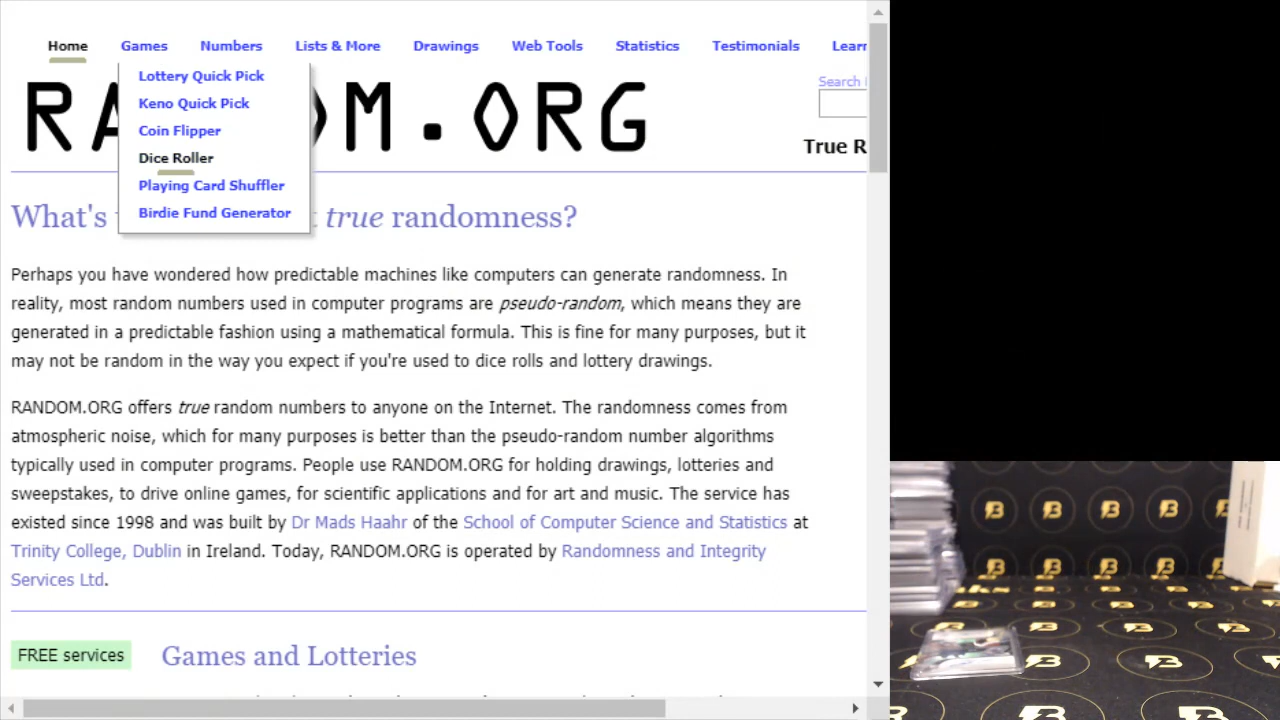 Home Games Numbers Lists & More Drawings Web Tools Statistics Testimonials Learn
Lottery Quick Pick
Keno Quick Pick
Coin Flipper
Dice Roller
Playing Card Shuffler
Birdie Fund Generator
Search
RANDOM.ORG
True R
What's true randomness?
Perhaps you have wondered how predictable machines like computers can generate randomness. In
reality, most random numbers used in computer programs are pseudo-random, which means they are
generated in a predictable fashion using a mathematical formula. This is fine for many purposes, but it
may not be random in the way you expect if you're used to dice rolls and lottery drawings.
RANDOM.ORG offers true random numbers to anyone on the Internet. The randomness comes from
atmospheric noise, which for many purposes is better than the pseudo-random number algorithms
typically used in computer programs. People use RANDOM.ORG for holding drawings, lotteries and
sweepstakes, to drive online games, for scientific applications and for art and music. The service has
existed since 1998 and was built by Dr Mads Haahr of the School of Computer Science and Statistics at
Trinity College, Dublin in Ireland. Today, RANDOM.ORG is operated by Randomness and Integrity
Services Ltd.
FREE services
Games and Lotteries